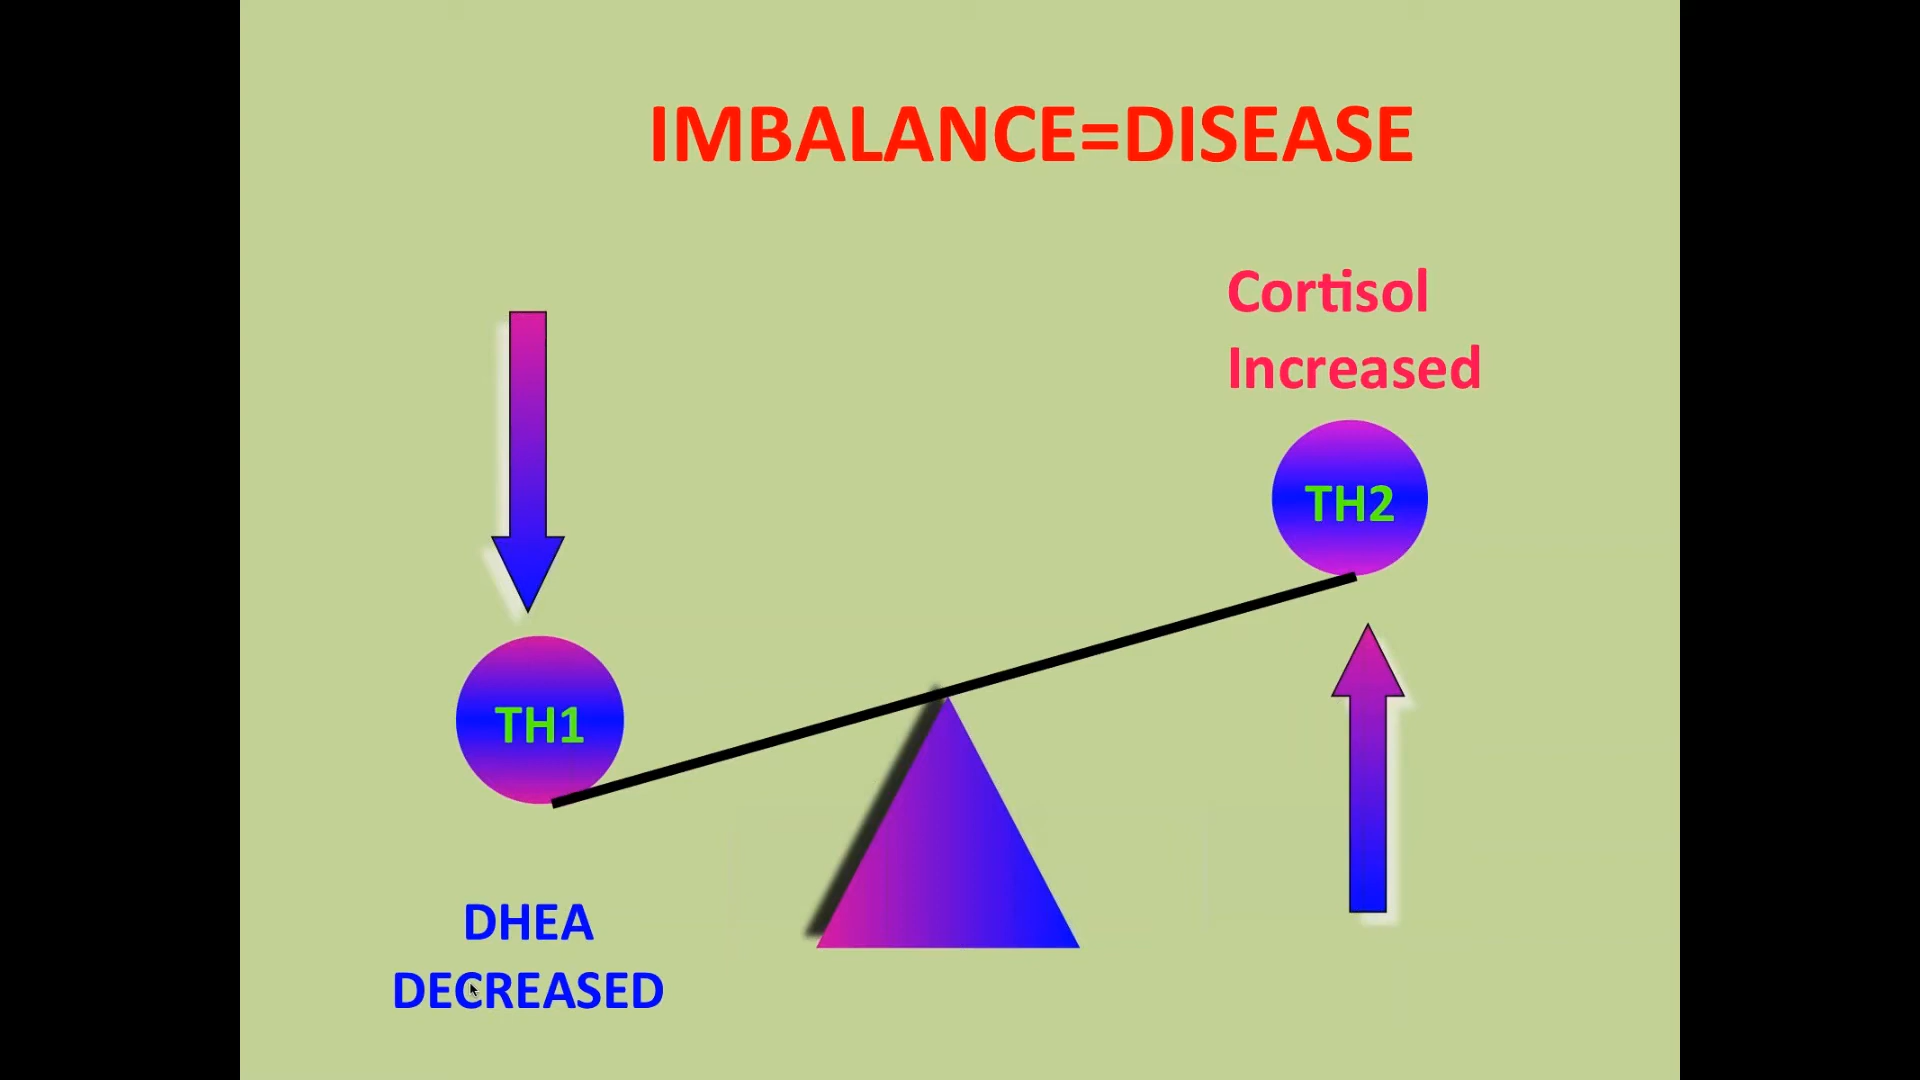 IMBALANCE=DISEASE
Cortisol
Increased
TH2
TH1
DHEA
DECREASED